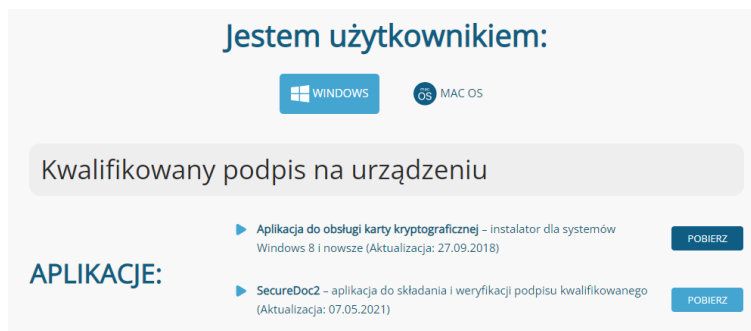 Jestem użytkownikiem:
WINDOWS
mac OS MAC OS
Kwalifikowany podpis na urządzeniu
APLIKACJE:
Aplikacja do obsługi karty kryptograficznej – instalator dla systemów
Windows 8 i nowsze (Aktualizacja: 27.09.2018)
POBIERZ
SecureDoc2 – aplikacja do składania i weryfikacji podpisu kwalifikowanego
(Aktualizacja: 07.05.2021)
POBIERZ